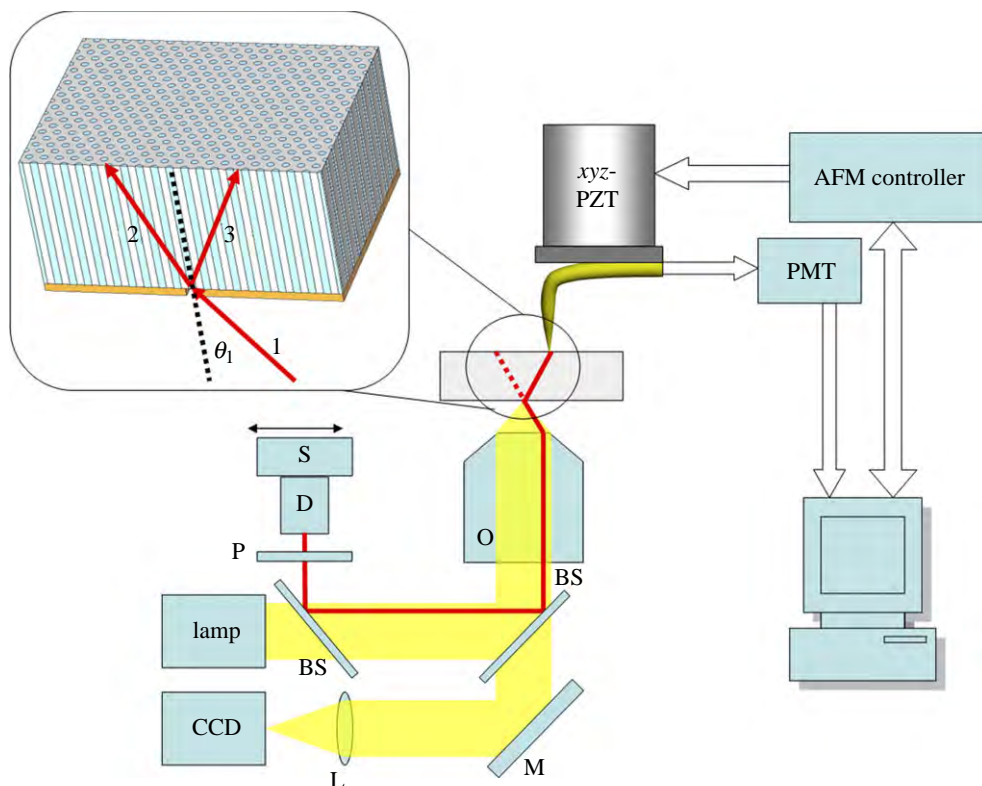 2
3
θ1
1
xyz-
PZT
AFM controller
PMT
S
D
P
O
BS
lamp
BS
CCD
L
M